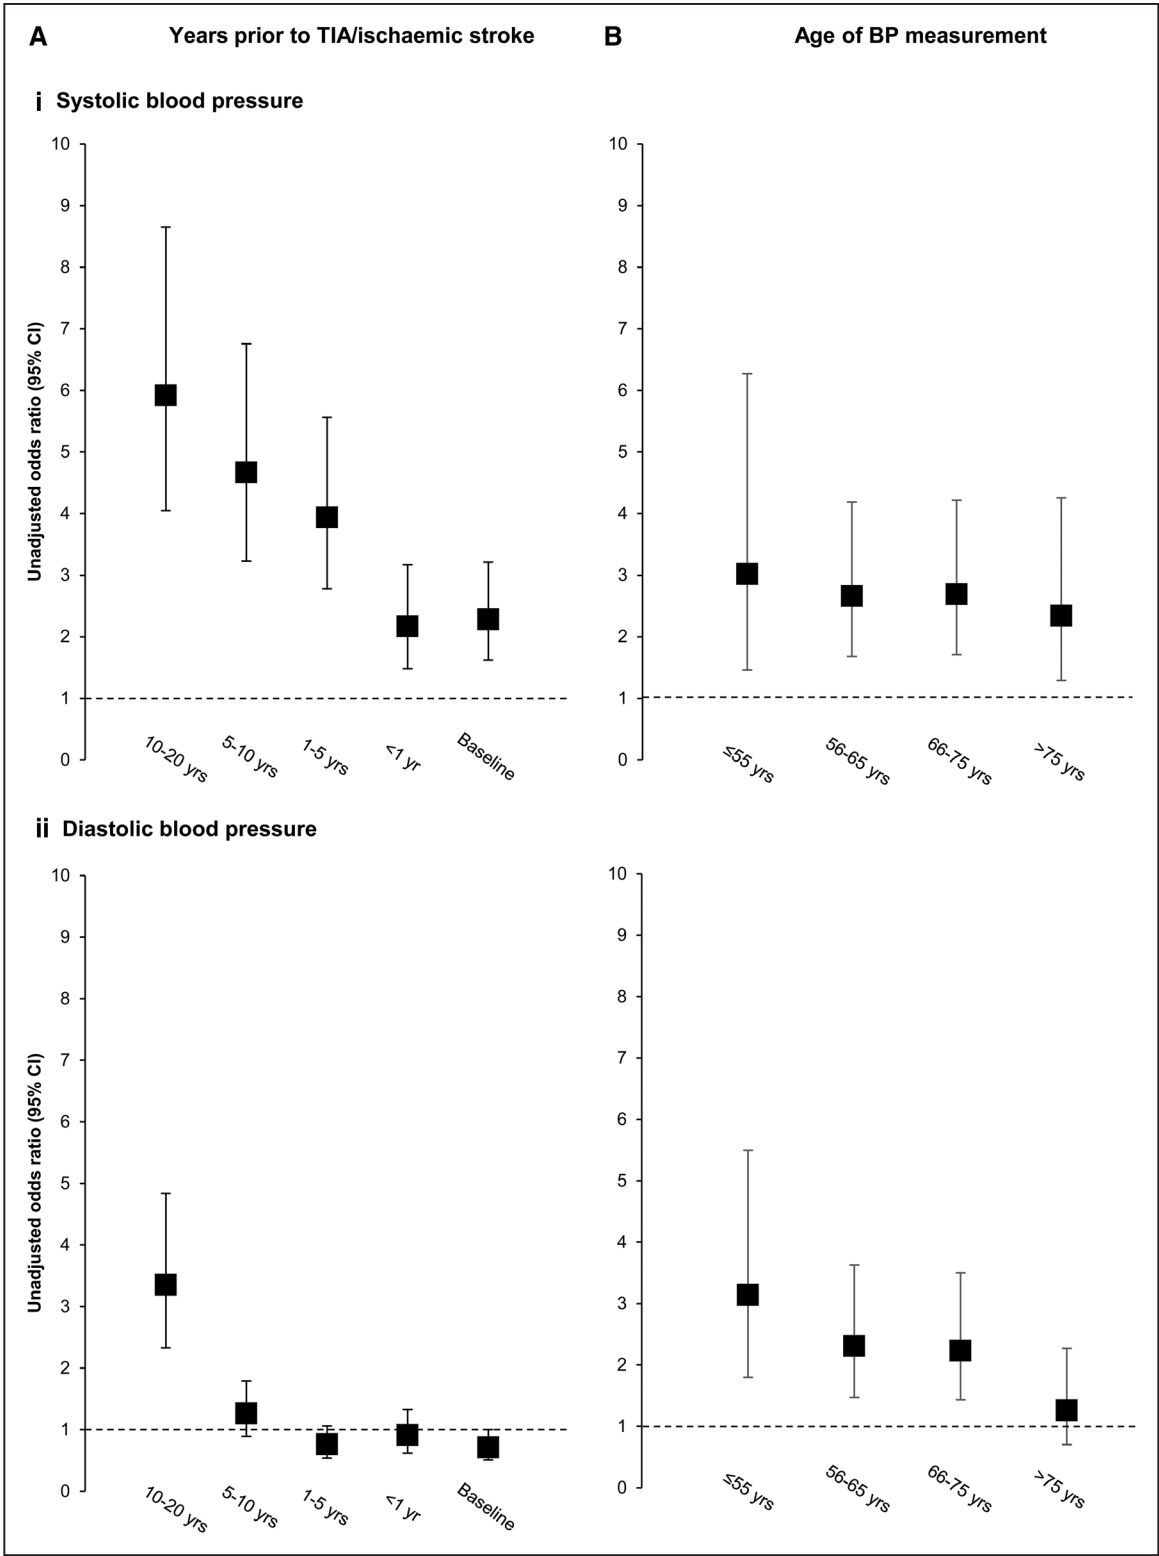 A Years prior to TIA/ischaemic stroke
B Age of BP measurement
i Systolic blood pressure
Unadjusted odds ratio (95% CI)
10
9
8
7
6
5
4
3
2
1
0
10-20 yrs
5-10 yrs
1-5 yrs
<1 yr
Baseline
10
9
8
7
6
5
4
3
2
1
0
≤55 yrs
56-65 yrs
66-75 yrs
>75 yrs
ii Diastolic blood pressure
Unadjusted odds ratio (95% CI)
10
9
8
7
6
5
4
3
2
1
0
10-20 yrs
5-10 yrs
1-5 yrs
<1 yr
Baseline
10
9
8
7
6
5
4
3
2
1
0
≤55 yrs
56-65 yrs
66-75 yrs
>75 yrs